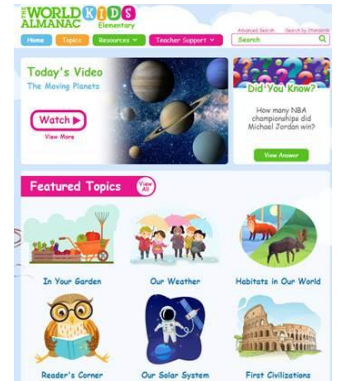 THE WORLD KIDS
ALMANAC Elementary
Advanced Search Search by Standards
Home Topics Resources Teacher Support Search
Today's Video
The Moving Planets
Watch
View More
Did You Know?
How many NBA
championships did
Michael Jordan win?
View Answer
Featured Topics View All
In Your Garden Our Weather Habitats in Our World
Reader's Corner Our Solar System First Civilizations